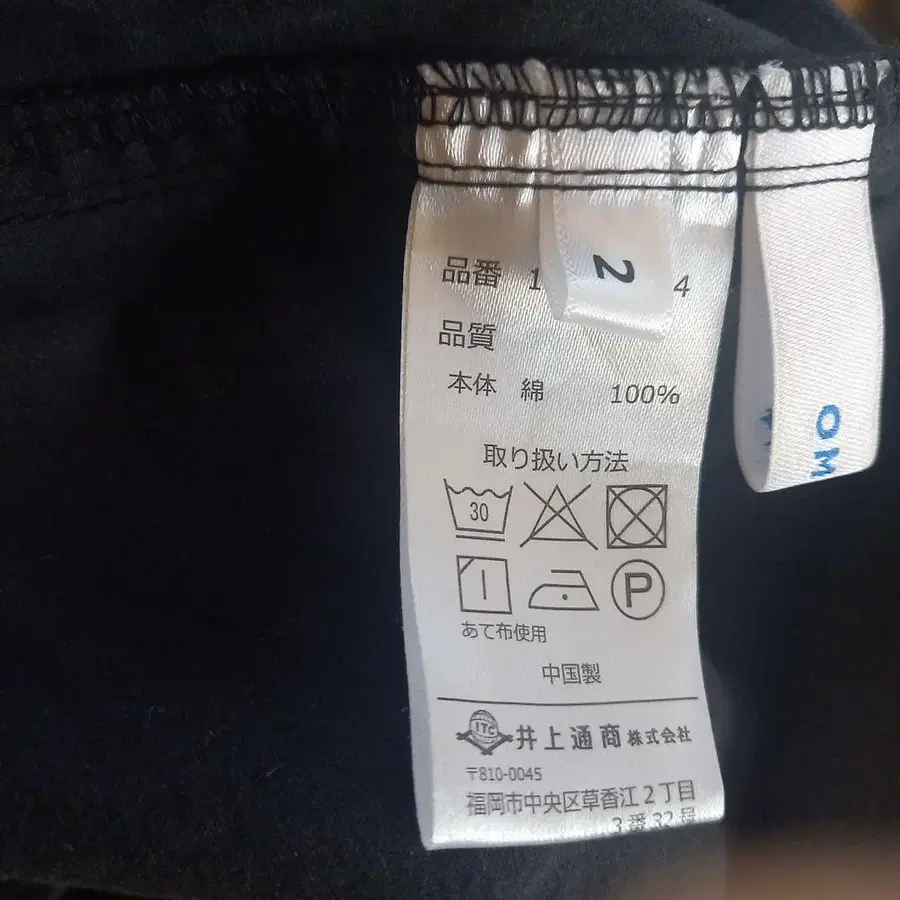 品番 1 4
2
品質
本体 綿 100%
取り扱い方法
30
P
あて布使用
中国製
ITC
井上通商株式会社
〒810-0045
福岡市中央区草香江2丁目
3番32号
OM